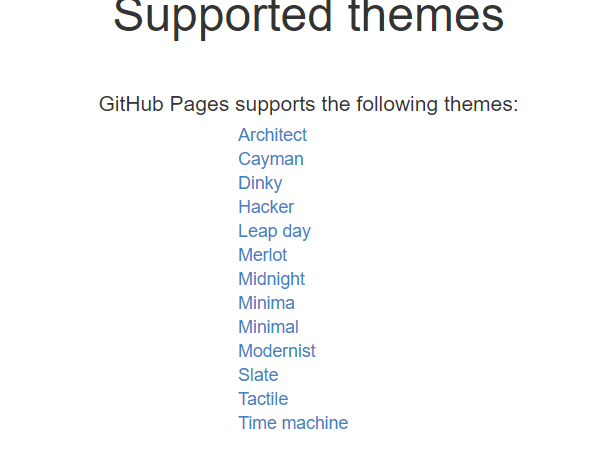 Supported themes
GitHub Pages supports the following themes:
Architect
Cayman
Dinky
Hacker
Leap day
Merlot
Midnight
Minima
Minimal
Modernist
Slate
Tactile
Time machine